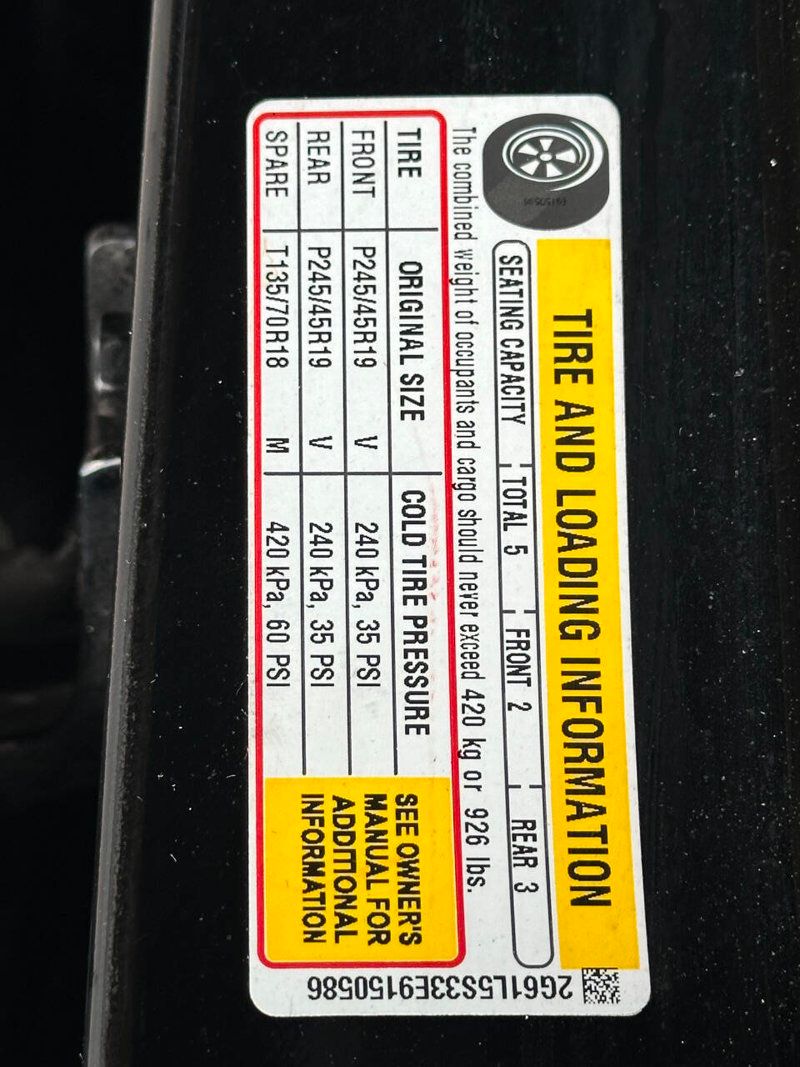 TIRE AND LOADING INFORMATION
SEATING CAPACITY TOTAL 5 FRONT 2 REAR 3
The combined weight of occupants and cargo should never exceed 420 kg or 926 lbs.
TIRE ORIGINAL SIZE COLD TIRE PRESSURE
FRONT P245/45R19 V 240 kPa, 35 PSI
REAR P245/45R19 V 240 kPa, 35 PSI
SPARE T135/70R18 M 420 kPa, 60 PSI
SEE OWNER'S
MANUAL FOR
ADDITIONAL
INFORMATION
2G61L5S33E9150586